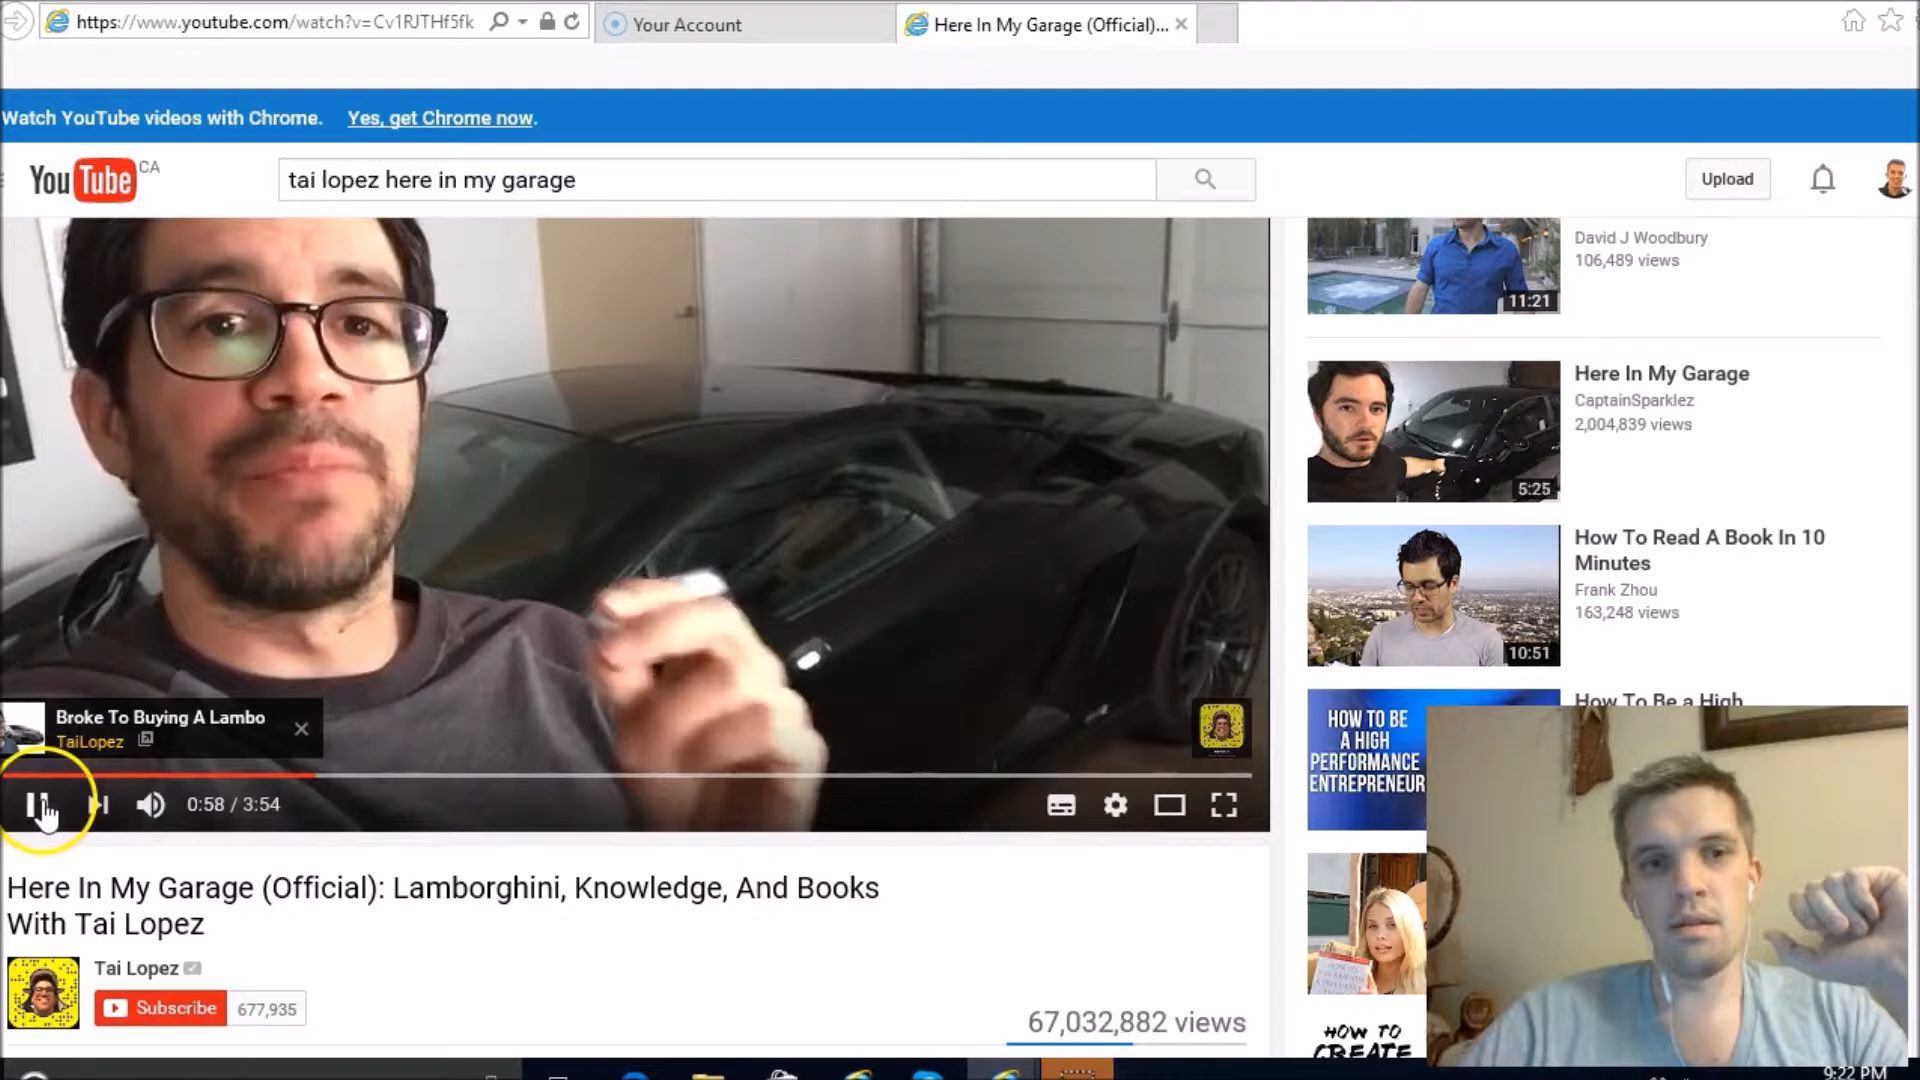 https://www.youtube.com/watch?v=Cv1RJTHf5fk
Your Account
Here In My Garage (Official)...
Watch YouTube videos with Chrome. Yes, get Chrome now.
YouTube CA
tai lopez here in my garage
Upload
David J Woodbury
106,489 views
11:21
Here In My Garage
CaptainSparklez
2,004,839 views
5:25
How To Read A Book In 10
Minutes
Frank Zhou
163,248 views
10:51
How To Be a High
HOW TO BE
A HIGH
PERFORMANCE
ENTREPRENEUR
HOW TO
CREATE
Broke To Buying A Lambo
TaiLopez
0:58 / 3:54
Here In My Garage (Official): Lamborghini, Knowledge, And Books
With Tai Lopez
Tai Lopez
Subscribe 677,935
67,032,882 views
9:22 PM